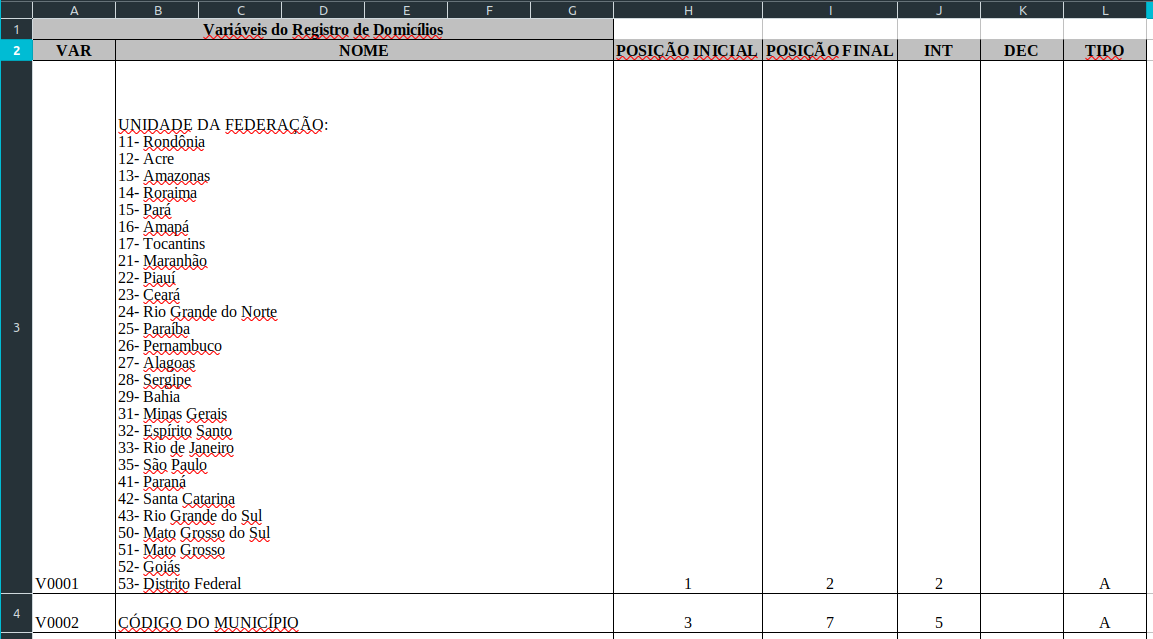 A B C D E F G H I J K L
1 Variáveis do Registro de Domicílios
2 VAR NOME POSIÇÃO INICIAL POSIÇÃO FINAL INT DEC TIPO
UNIDADE DA FEDERAÇÃO:
11- Rondônia
12- Acre
13- Amazonas
14- Roraima
15- Pará
16- Amapá
17- Tocantins
21- Maranhão
22- Piauí
23- Ceará
24- Rio Grande do Norte
3
25- Paraíba
26- Pernambuco
27- Alagoas
28- Sergipe
29- Bahia
31- Minas Gerais
32- Espírito Santo
33- Rio de Janeiro
35- São Paulo
41- Paraná
42- Santa Catarina
43- Rio Grande do Sul
50- Mato Grosso do Sul
51- Mato Grosso
52- Goiás
V0001 53- Distrito Federal 1 2 2 A
4
V0002 CÓDIGO DO MUNICÍPIO 3 7 5 A